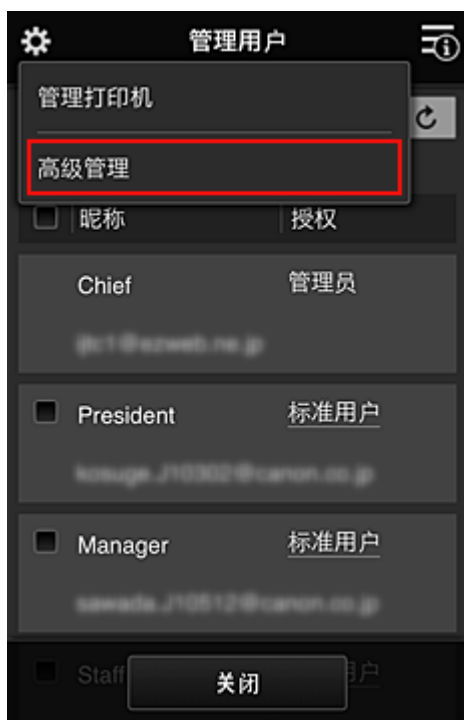 管理用户
管理打印机
高级管理
昵称 授权
Chief 管理员
President 标准用户
Manager 标准用户
Staff 户
关闭